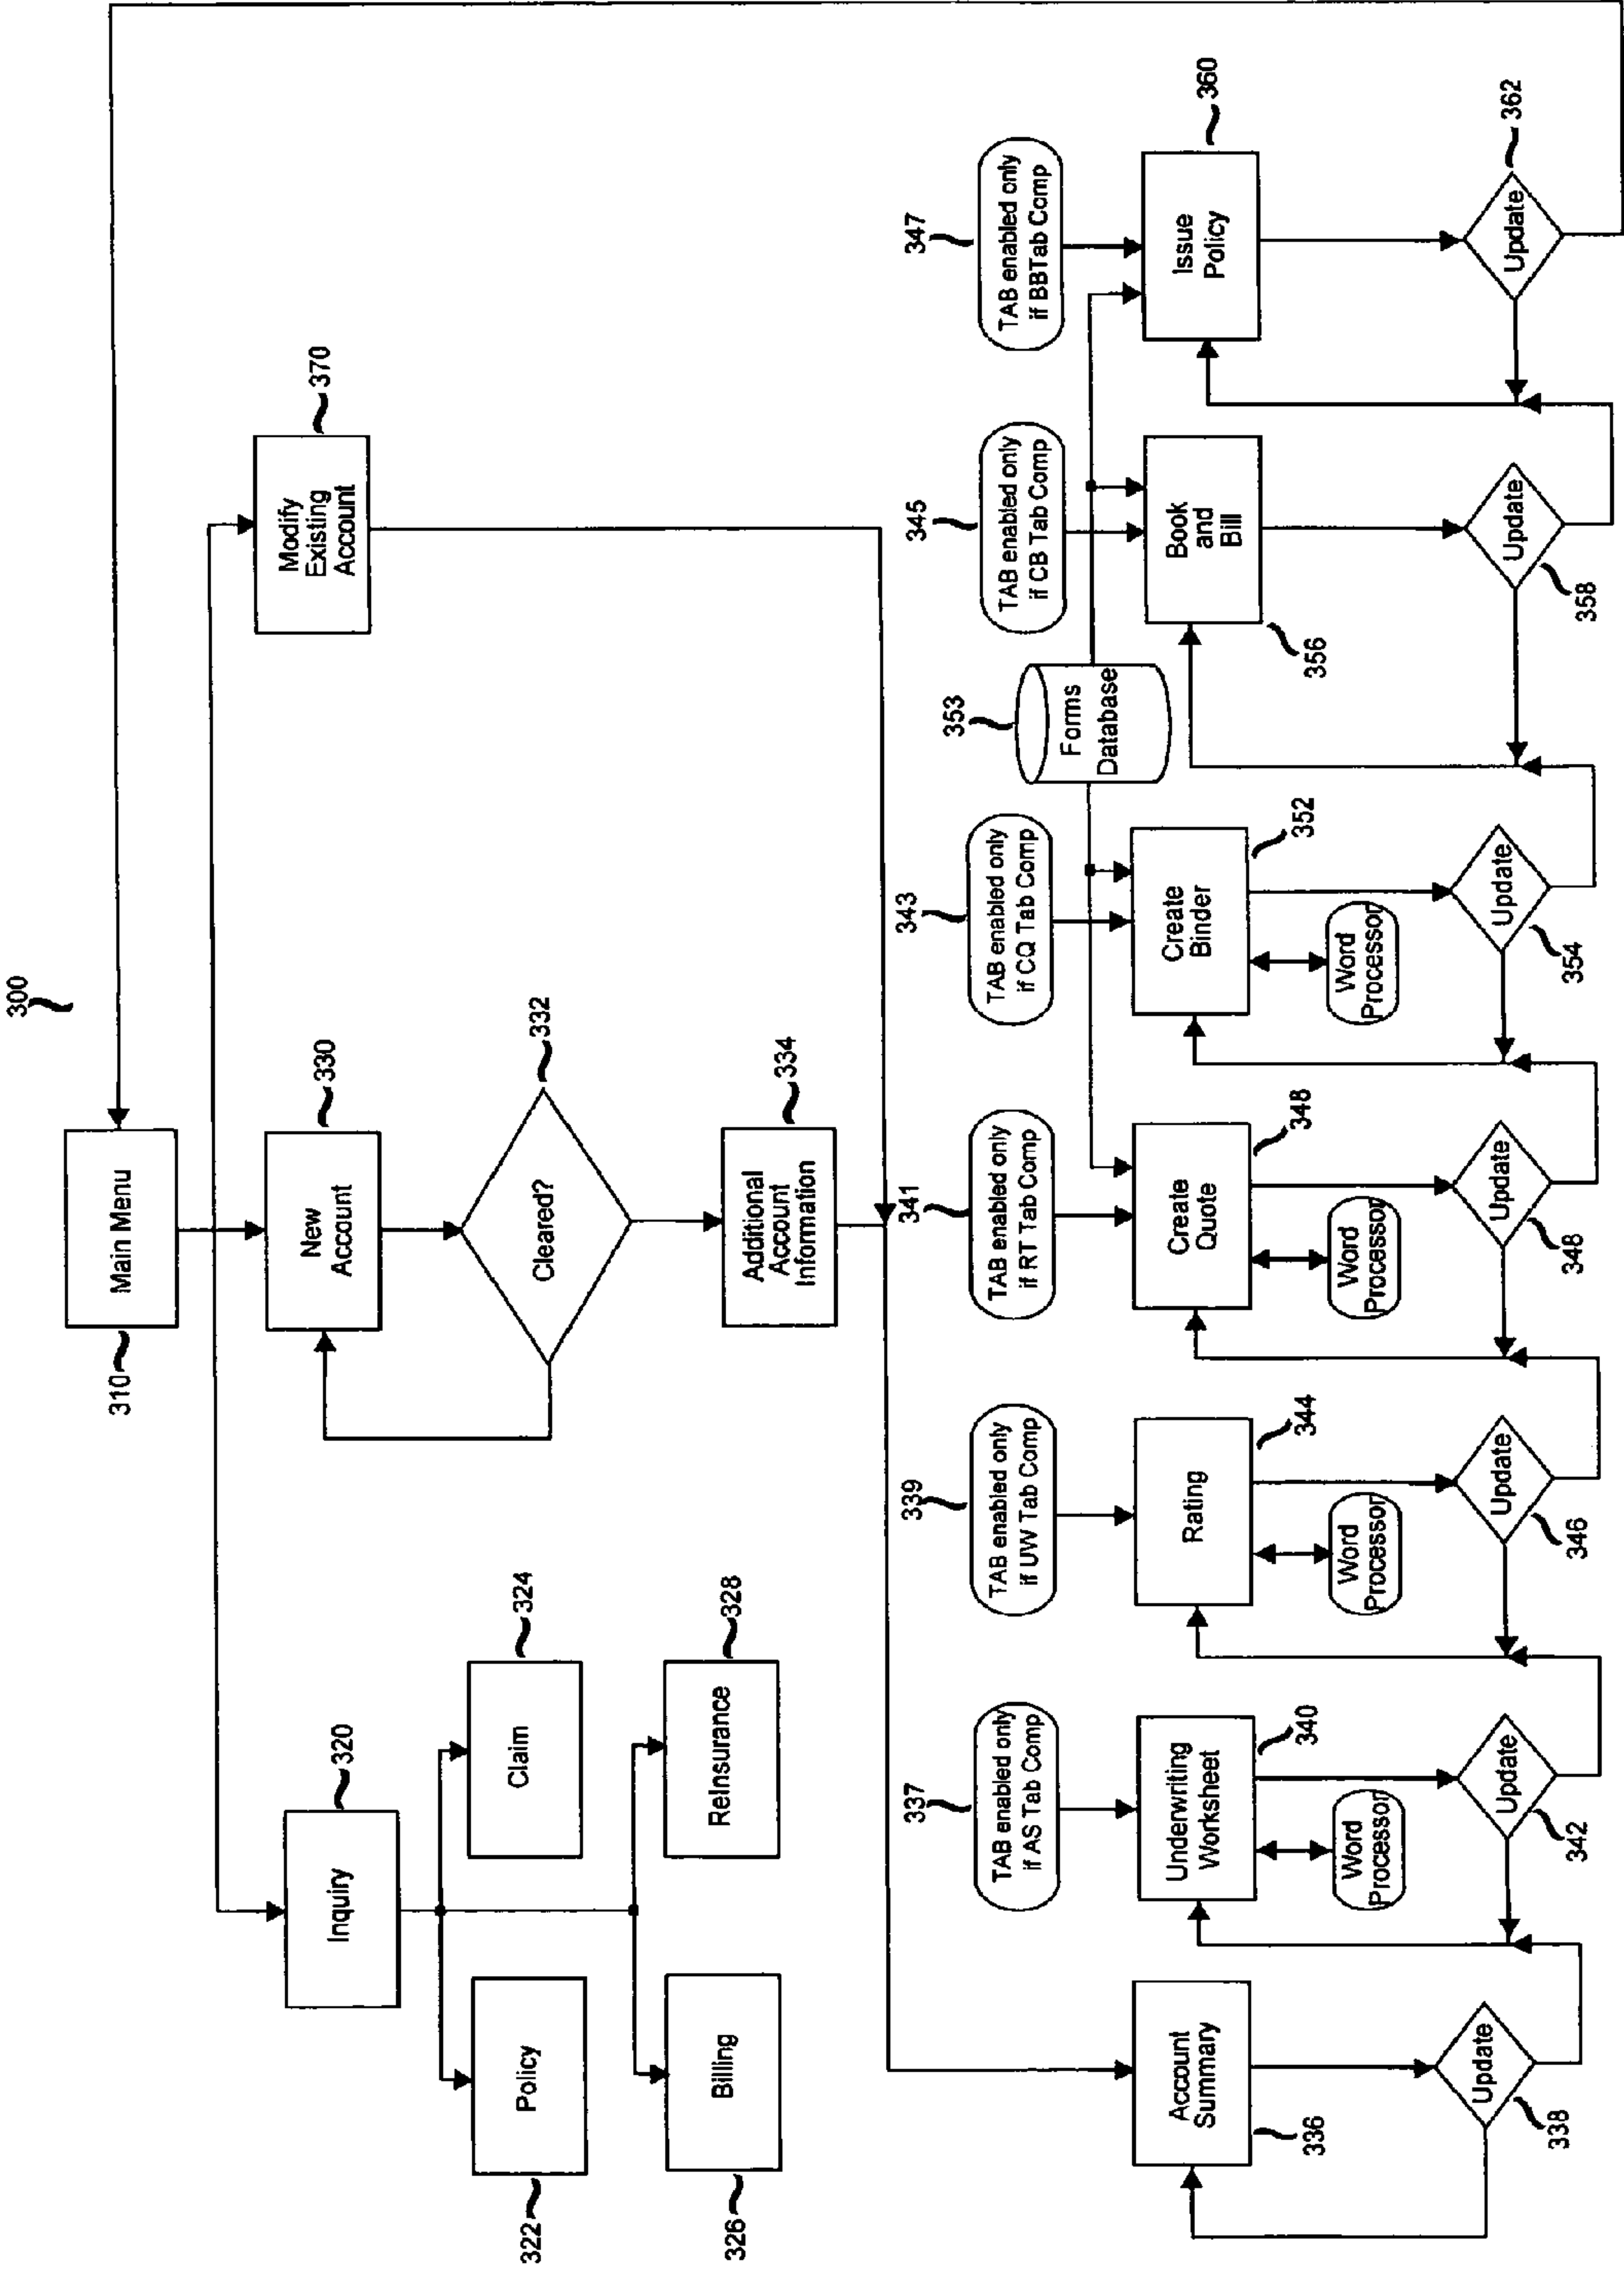 300
310
Main Menu
320
Inquiry
330
New
Account
370
Modify
Existing
Account
322
Policy
324
Claim
332
Cleared?
326
Billing
328
ReInsurance
334
Additional
Account
Information
337
TAB enabled only
if AS Tab Comp
339
TAB enabled only
if UW Tab Comp
341
TAB enabled only
if RT Tab Comp
343
TAB enabled only
if CQ Tab Comp
353
Forms
Database
345
TAB enabled only
if CB Tab Comp
347
TAB enabled only
if BBTab Comp
336
Account
Summary
340
Underwriting
Worksheet
344
Rating
348
Create
Quote
352
Create
Binder
356
Book
and
Bill
360
Issue
Policy
Word
Processor
Word
Processor
Word
Processor
Word
Processor
338
Update
342
Update
346
Update
348
Update
354
Update
358
Update
362
Update